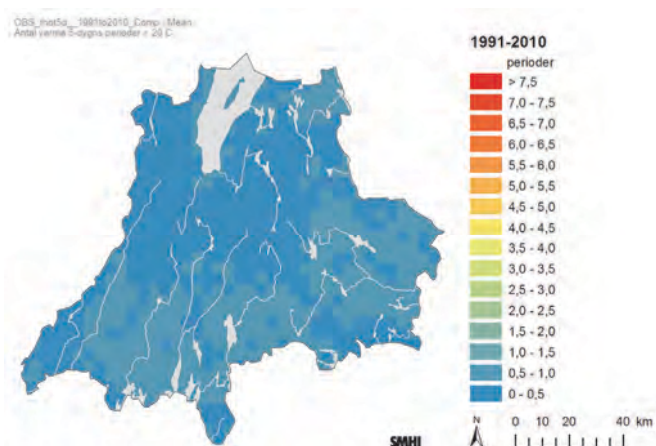 OBS_mist5d__1991to2010_Comp : Mean :
Antal varma 5-dygns perioder > 20 C
1991-2010
perioder
> 7,5
7,0 - 7,5
6,5 - 7,0
6,0 - 6,5
5,5 - 6,0
5,0 - 5,5
4,5 - 5,0
4,0 - 4,5
3,5 - 4,0
3,0 - 3,5
2,5 - 3,0
2,0 - 2,5
1,5 - 2,0
1,0 - 1,5
0,5 - 1,0
0 - 0,5
N
0 10 20 40 km
SMHI